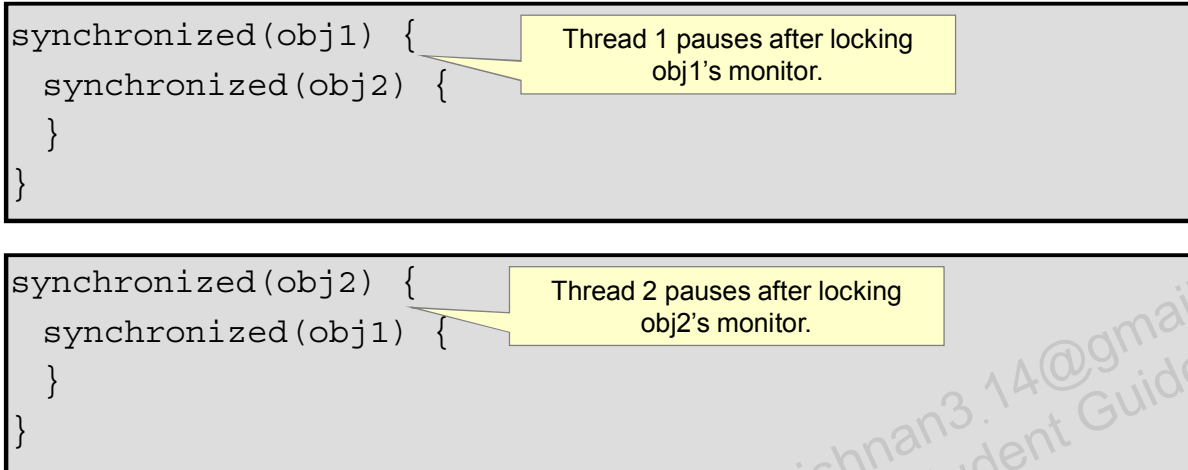 synchronized(obj1) {
Thread 1 pauses after locking
obj1's monitor.
synchronized(obj2) {
}
}
synchronized(obj2) {
Thread 2 pauses after locking
obj2's monitor.
synchronized(obj1) {
}
}